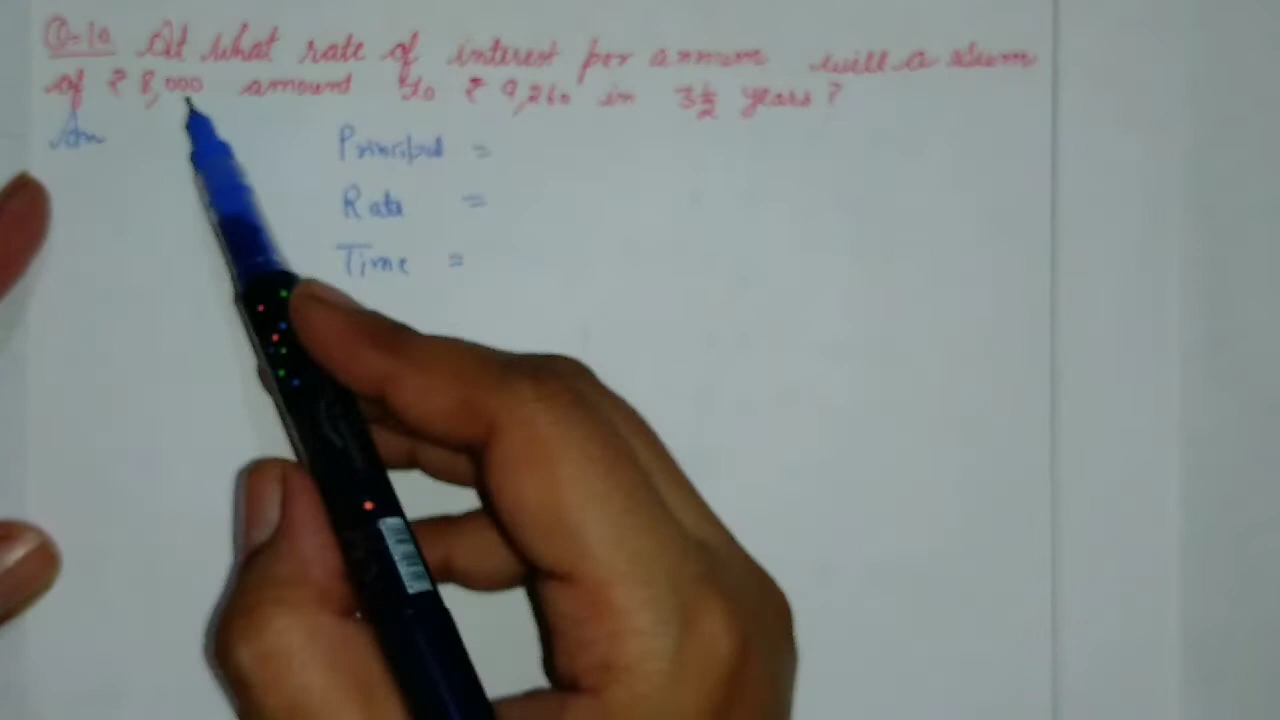 Q-10 At what rate of interest per annum will a sum
of ₹ 8,000 amount to ₹ 9,260 in 3½ years?
Ans
Principal =
Rate =
Time =